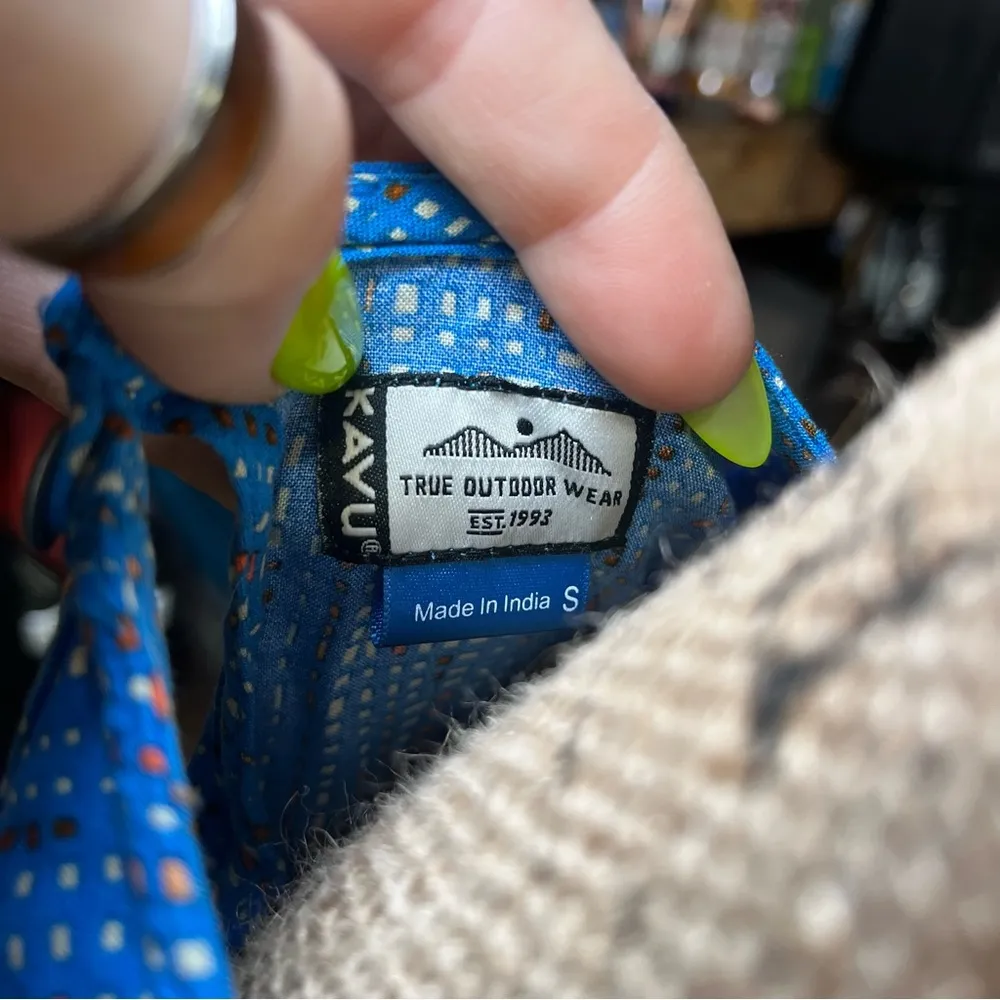 KAVU®
TRUE OUTDOOR WEAR
EST. 1993
Made In India S